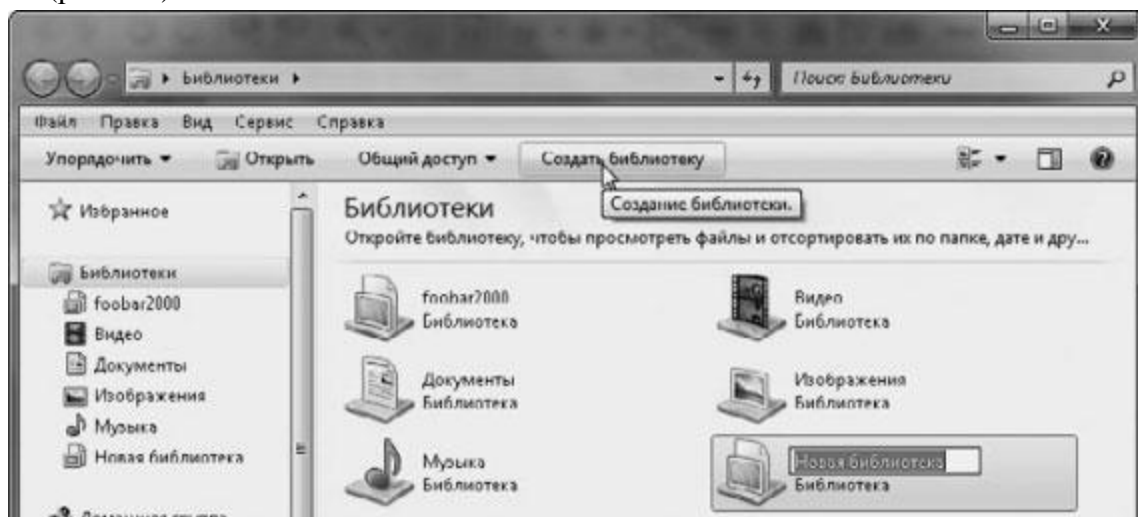 Библиотеки
Поиск: библиотеки
Файл Правка Вид Сервис Справка
Упорядочить Открыть Общий доступ Создать библиотеку
Создание библиотеки.
Избранное
Библиотеки
foobar2000
Видео
Документы
Изображения
Музыка
Новая библиотека
Домашняя группа
Библиотеки
Откройте библиотеку, чтобы просмотреть файлы и отсортировать их по папке, дате и дру...
foobar2000
Библиотека
Видео
Библиотека
Документы
Библиотека
Изображения
Библиотека
Музыка
Библиотека
Новая библиотека
Библиотека